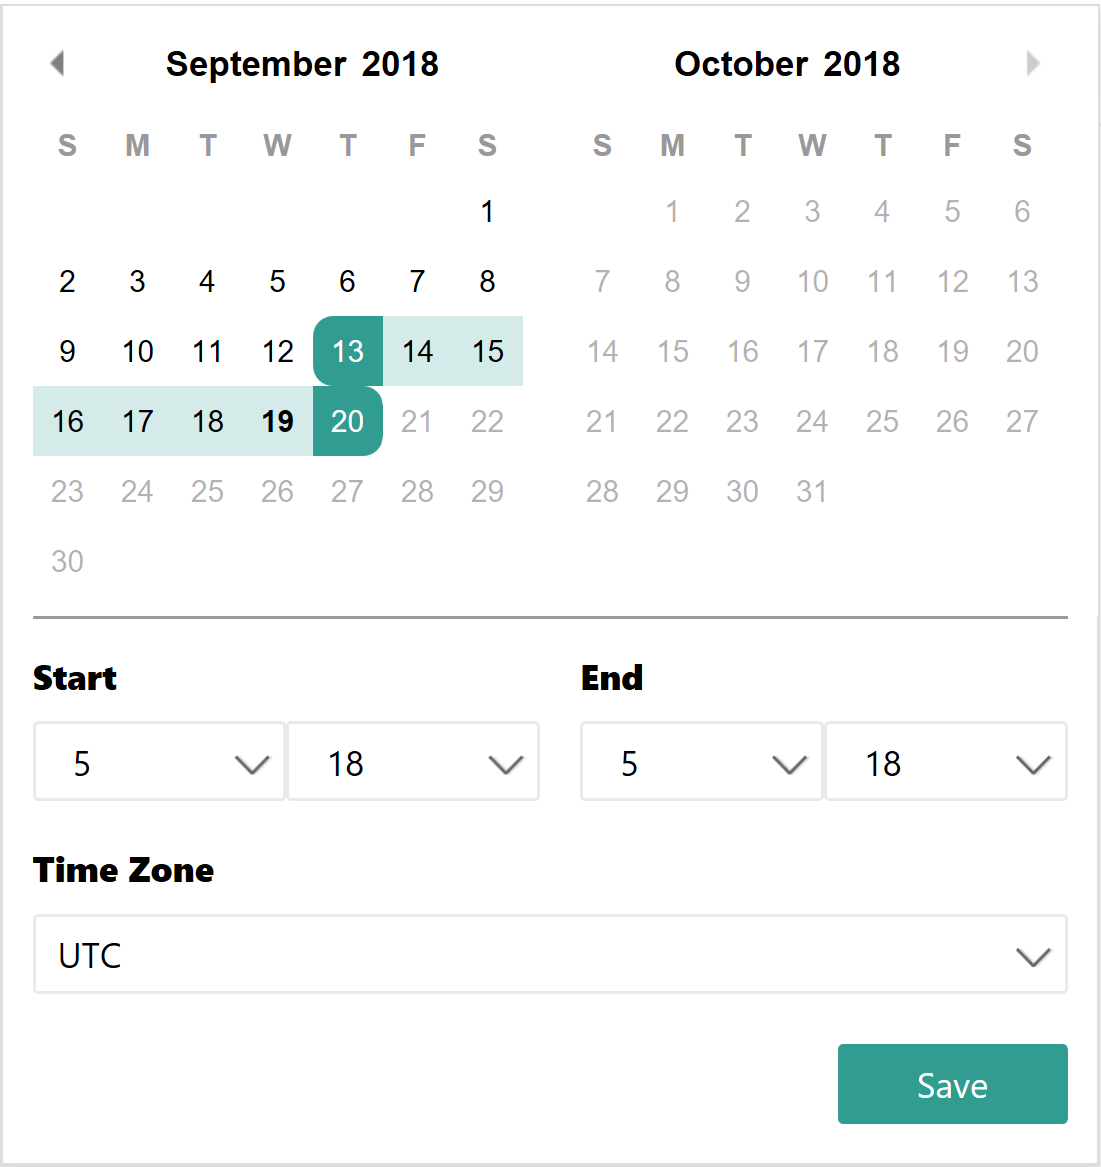 September 2018
S M T W T F S
1
2 3 4 5 6 7 8
9 10 11 12 13 14 15
16 17 18 19 20 21 22
23 24 25 26 27 28 29
30
October 2018
S M T W T F S
1 2 3 4 5 6
7 8 9 10 11 12 13
14 15 16 17 18 19 20
21 22 23 24 25 26 27
28 29 30 31
Start
5 18
End
5 18
Time Zone
UTC
Save